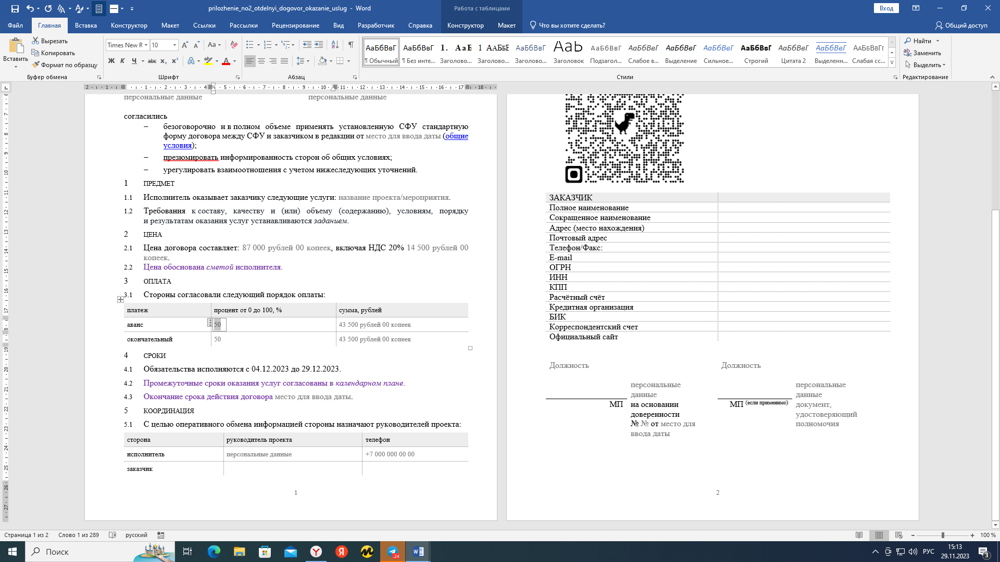 prilozhenie_no2_otdelnyi_dogovor_okazanie_uslug - Word
Работа с таблицами
Вход
Файл Главная Вставка Конструктор Макет Ссылки Рассылки Рецензирование Вид Разработчик Справка Конструктор Макет Что вы хотите сделать? Общий доступ
Вставить
Вырезать
Копировать
Формат по образцу
Буфер обмена
Times New R 10
Ж К Ч abc x₂ x²
Шрифт
Абзац
АаБбВвГ АаБбВвГ 1. АаБ 1 ААББЕ АаБбВвГ АаЬ АаБбВвГ АаБбВвГ АаБбВвГ АаБбВвГ АаБбВвГ АаБбВвГ АаБбВвГ ААББВВГГ
¶ Обычный ¶ Без инте... Заголово... Заголово... Заголово... Заголовок Подзагол... Слабое в... Выделение Сильное... Строгий Цитата 2 Выделенн... Слабая сс...
Стили
Найти
Заменить
Выделить
Редактирование
персональные данные персональные данные
согласились
– безоговорочно и в полном объеме применять установленную СФУ стандартную
форму договора между СФУ и заказчиком в редакции от место для ввода даты (общие
условия);
– презюмировать информированность сторон об общих условиях;
– урегулировать взаимоотношения с учетом нижеследующих уточнений.
1 ПРЕДМЕТ
1.1 Исполнитель оказывает заказчику следующие услуги: название проекта/мероприятия.
1.2 Требования к составу, качеству и (или) объему (содержанию), условиям, порядку
и результатам оказания услуг устанавливаются заданием.
2 ЦЕНА
2.1 Цена договора составляет: 87 000 рублей 00 копеек, включая НДС 20% 14 500 рублей 00
копеек.
2.2 Цена обоснована сметой исполнителя.
3 ОПЛАТА
3.1 Стороны согласовали следующий порядок оплаты:
платеж процент от 0 до 100, % сумма, рублей
аванс 50 43 500 рублей 00 копеек
окончательный 50 43 500 рублей 00 копеек
4 СРОКИ
4.1 Обязательства исполняются с 04.12.2023 до 29.12.2023.
4.2 Промежуточные сроки оказания услуг согласованы в календарном плане.
4.3 Окончание срока действия договора место для ввода даты.
5 КООРДИНАЦИЯ
5.1 С целью оперативного обмена информацией стороны назначают руководителей проекта:
сторона руководитель проекта телефон
исполнитель персональные данные +7 000 000 00 00
заказчик
1
ЗАКАЗЧИК
Полное наименование
Сокращенное наименование
Адрес (место нахождения)
Почтовый адрес
Телефон/Факс:
E-mail
ОГРН
ИНН
КПП
Расчётный счёт
Кредитная организация
БИК
Корреспондентский счет
Официальный сайт
Должность Должность
персональные
данные
МП на основании
доверенности
№ № от место для
ввода даты
персональные
данные
МП (если применимо) документ,
удостоверяющий
полномочия
2
Страница 1 из 2 Слово 1 из 289 русский 100 %
Поиск
24
РУС
15:13
29.11.2023
3